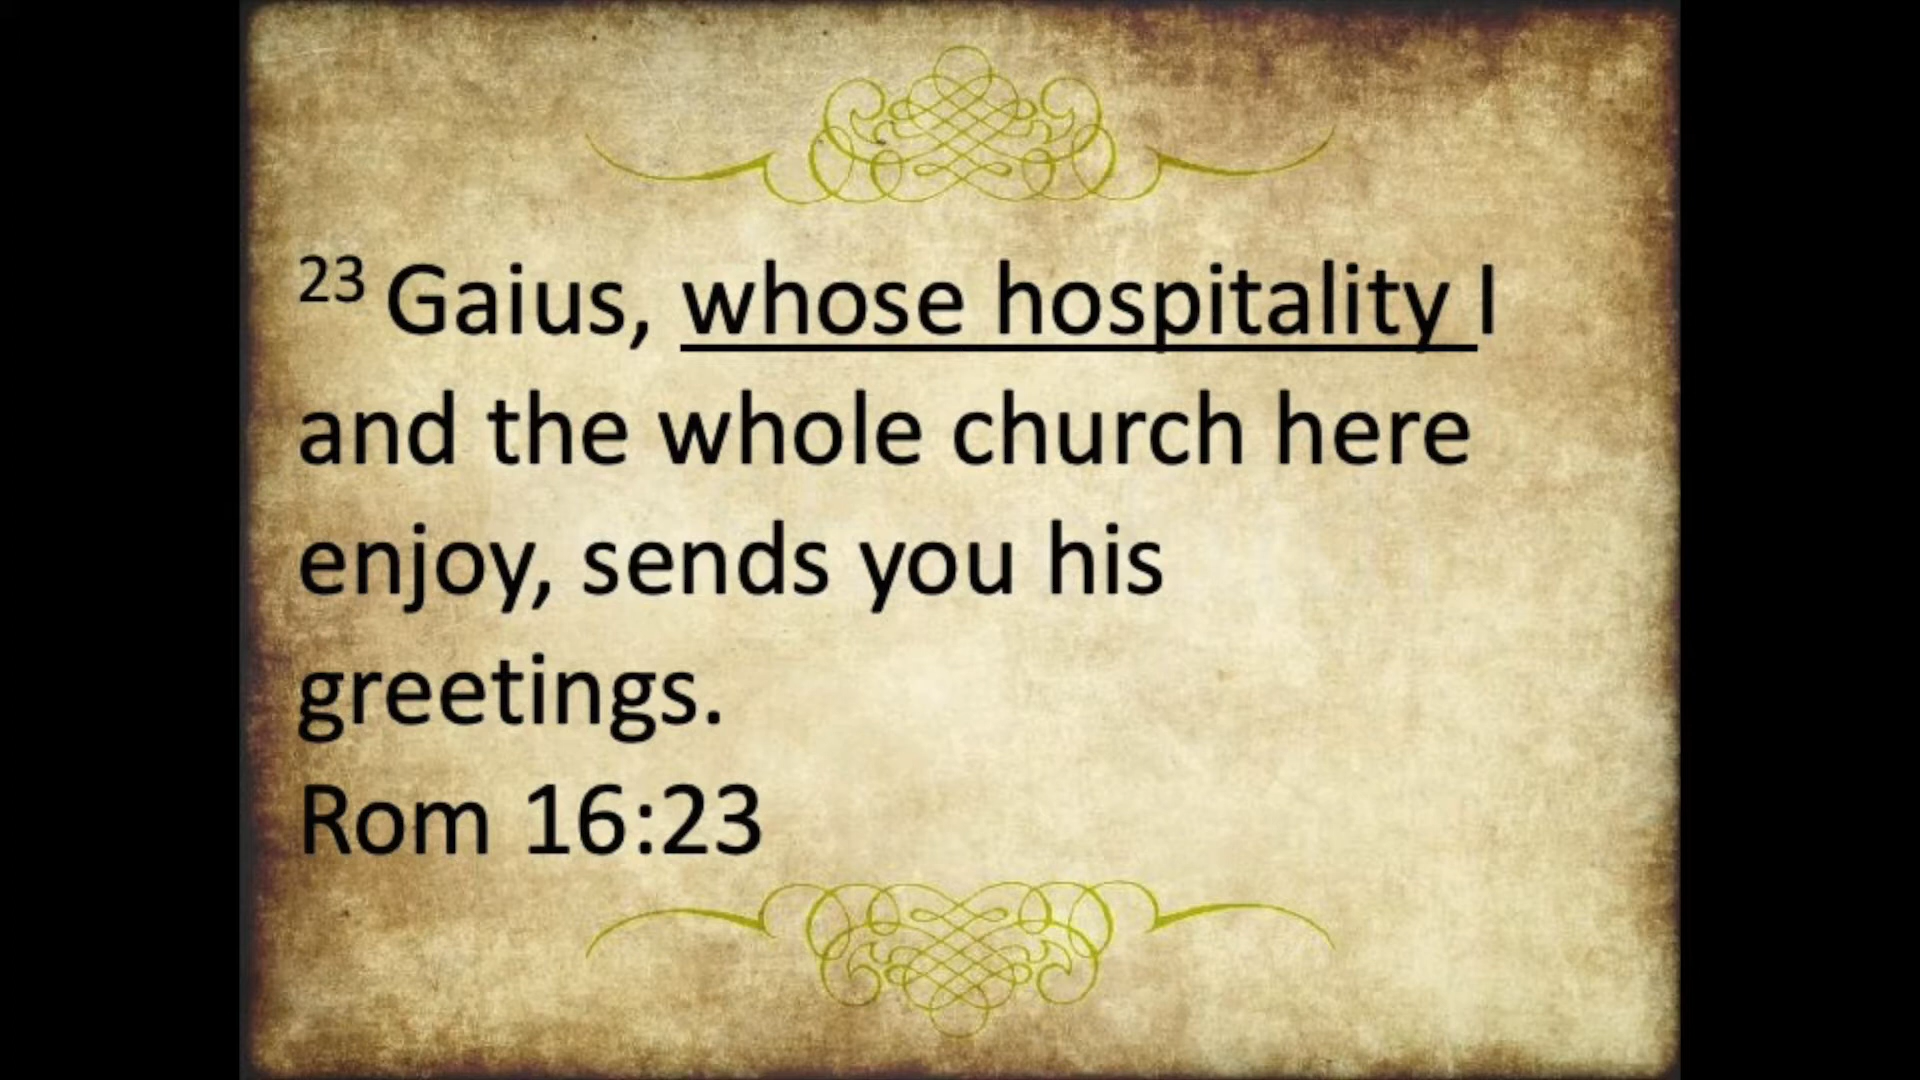 23 Gaius, whose hospitality I
and the whole church here
enjoy, sends you his
greetings.
Rom 16:23